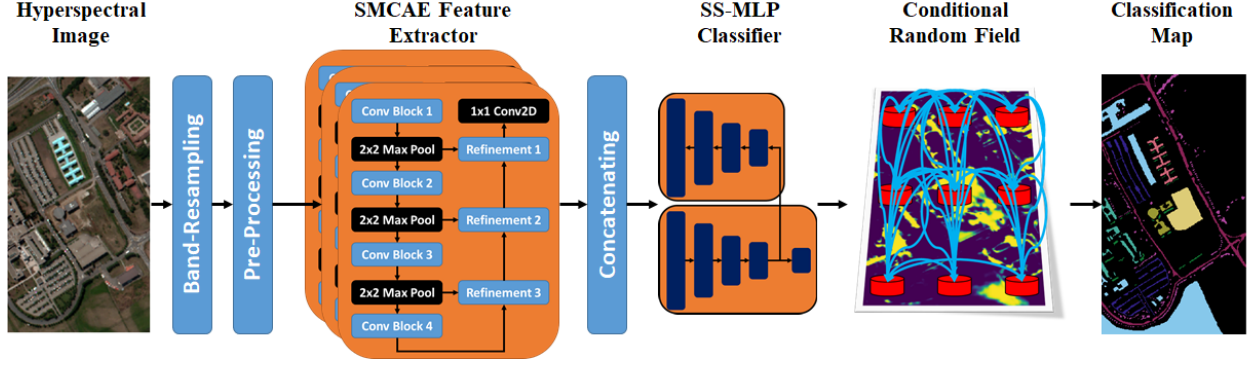 Hyperspectral
Image
SMCAE Feature
Extractor
SS-MLP
Classifier
Conditional
Random Field
Classification
Map
Band-Resampling
Pre-Processing
Conv Block 1
1x1 Conv2D
2x2 Max Pool
Refinement 1
Conv Block 2
2x2 Max Pool
Refinement 2
Conv Block 3
2x2 Max Pool
Refinement 3
Conv Block 4
Concatenating